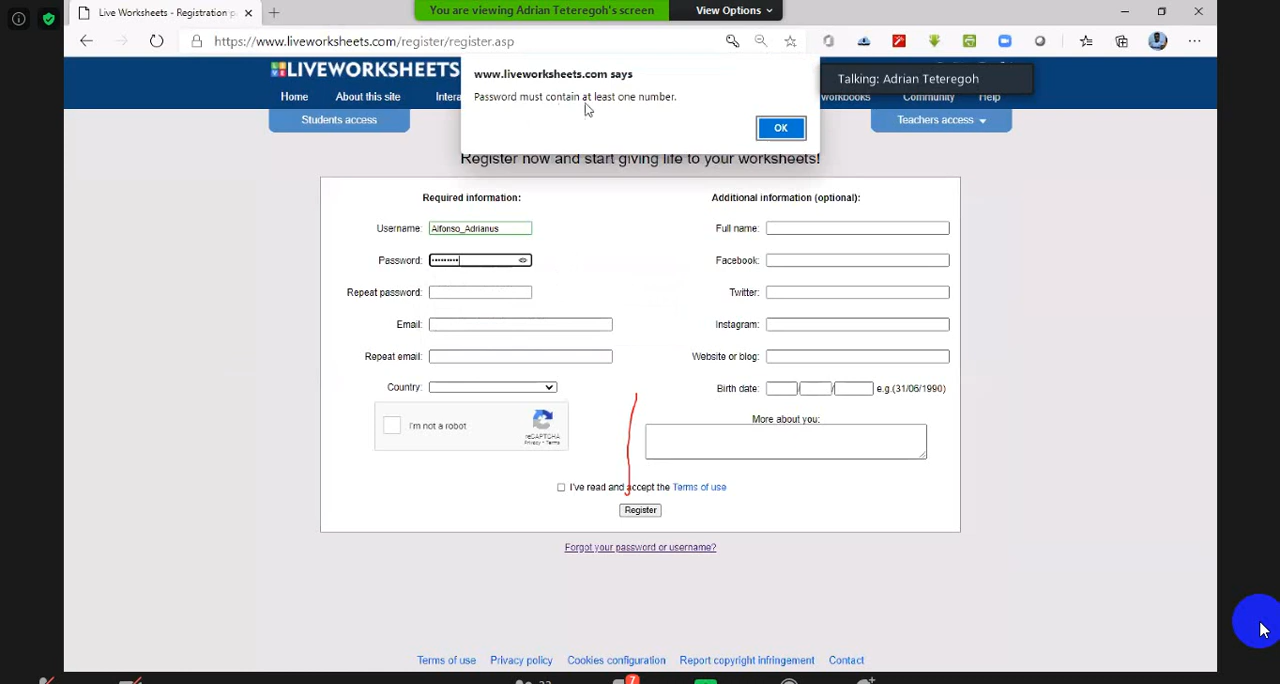 Live Worksheets - Registration p
You are viewing Adrian Teteregoh's screen
View Options
https://www.liveworksheets.com/register/register.asp
LIVEWORKSHEETS
www.liveworksheets.com says
Talking: Adrian Teteregoh
Home
About this site
Password must contain at least one number.
Community
Help
Students access
OK
Teachers access
Register now and start giving life to your worksheets!
Required information:
Additional information (optional):
Username:
Alfonso_Adrianus
Full name:
Password:
Facebook:
Repeat password:
Twitter:
Email:
Instagram:
Repeat email:
Website or blog:
Country:
Birth date:
/
/
e.g.(31/06/1990)
I'm not a robot
reCAPTCHA
Privacy - Terms
More about you:
I've read and accept the Terms of use
Register
Forgot your password or username?
Terms of use
Privacy policy
Cookies configuration
Report copyright infringement
Contact
7